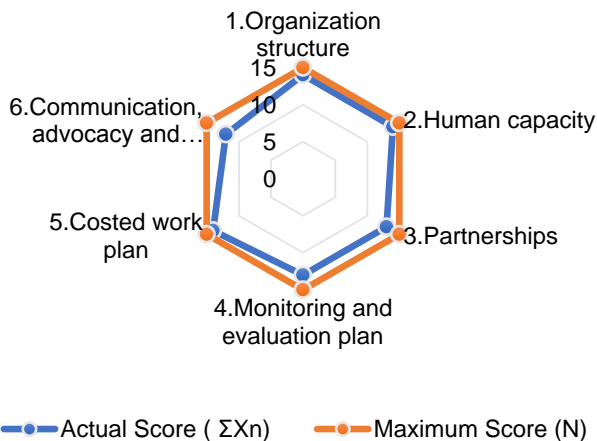 1.Organization
structure
15
10
5
0
2.Human capacity
3.Partnerships
4.Monitoring and
evaluation plan
5.Costed work
plan
6.Communication,
advocacy and…
Actual Score ( ΣXn)
Maximum Score (N)